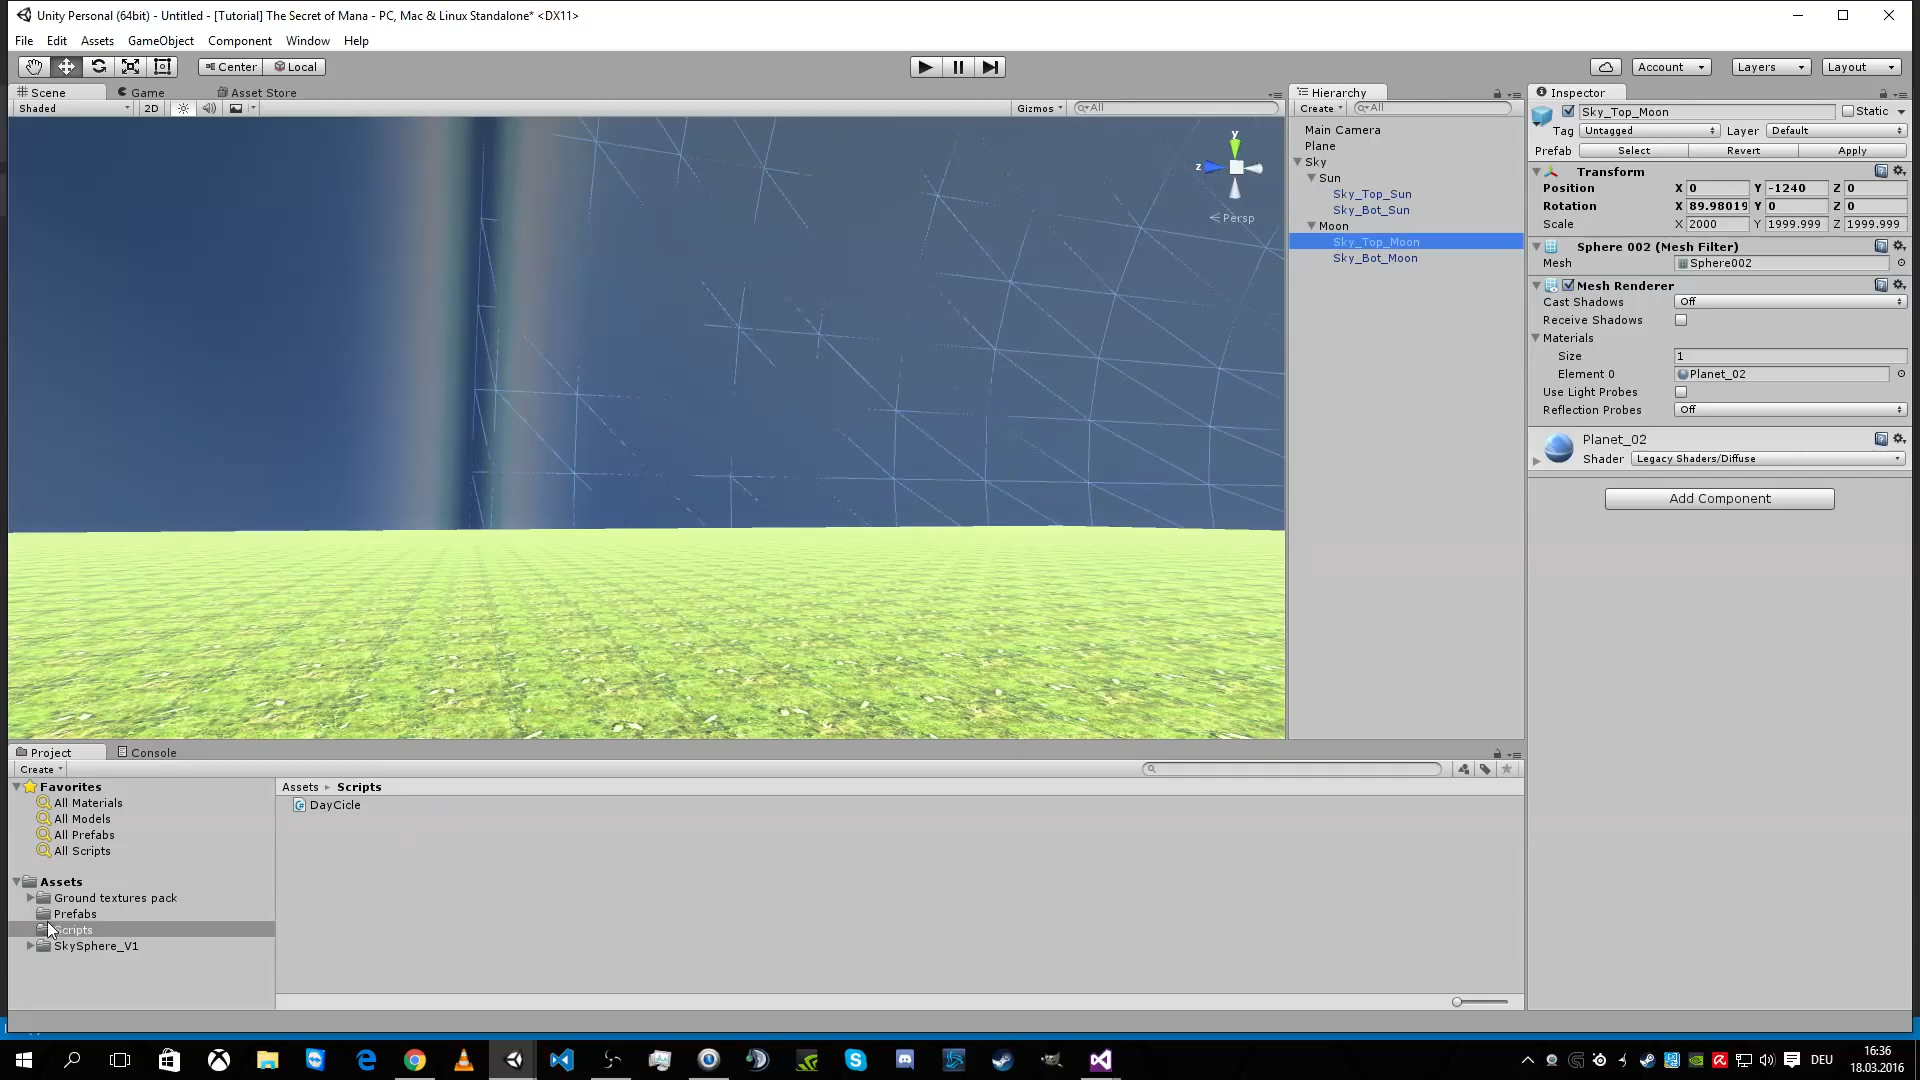 Unity Personal (64bit) - Untitled - [Tutorial] The Secret of Mana - PC, Mac & Linux Standalone* <DX11>
File Edit Assets GameObject Component Window Help
Center Local Account Layers Layout
Scene Game Asset Store
Shaded 2D Gizmos All
y
z
Persp
Hierarchy
Create All
Main Camera
Plane
Sky
Sun
Sky_Top_Sun
Sky_Bot_Sun
Moon
Sky_Top_Moon
Sky_Bot_Moon
Inspector
Sky_Top_Moon Static
Tag Untagged Layer Default
Prefab Select Revert Apply
Transform
Position X 0 Y -1240 Z 0
Rotation X 89.98019 Y 0 Z 0
Scale X 2000 Y 1999.999 Z 1999.999
Sphere 002 (Mesh Filter)
Mesh Sphere002
Mesh Renderer
Cast Shadows Off
Receive Shadows
Materials
Size 1
Element 0 Planet_02
Use Light Probes
Reflection Probes Off
Planet_02
Shader Legacy Shaders/Diffuse
Add Component
Project Console
Create
Favorites
All Materials
All Models
All Prefabs
All Scripts
Assets
Ground textures pack
Prefabs
Scripts
SkySphere_V1
Assets Scripts
DayCicle
DEU
16:36
18.03.2016